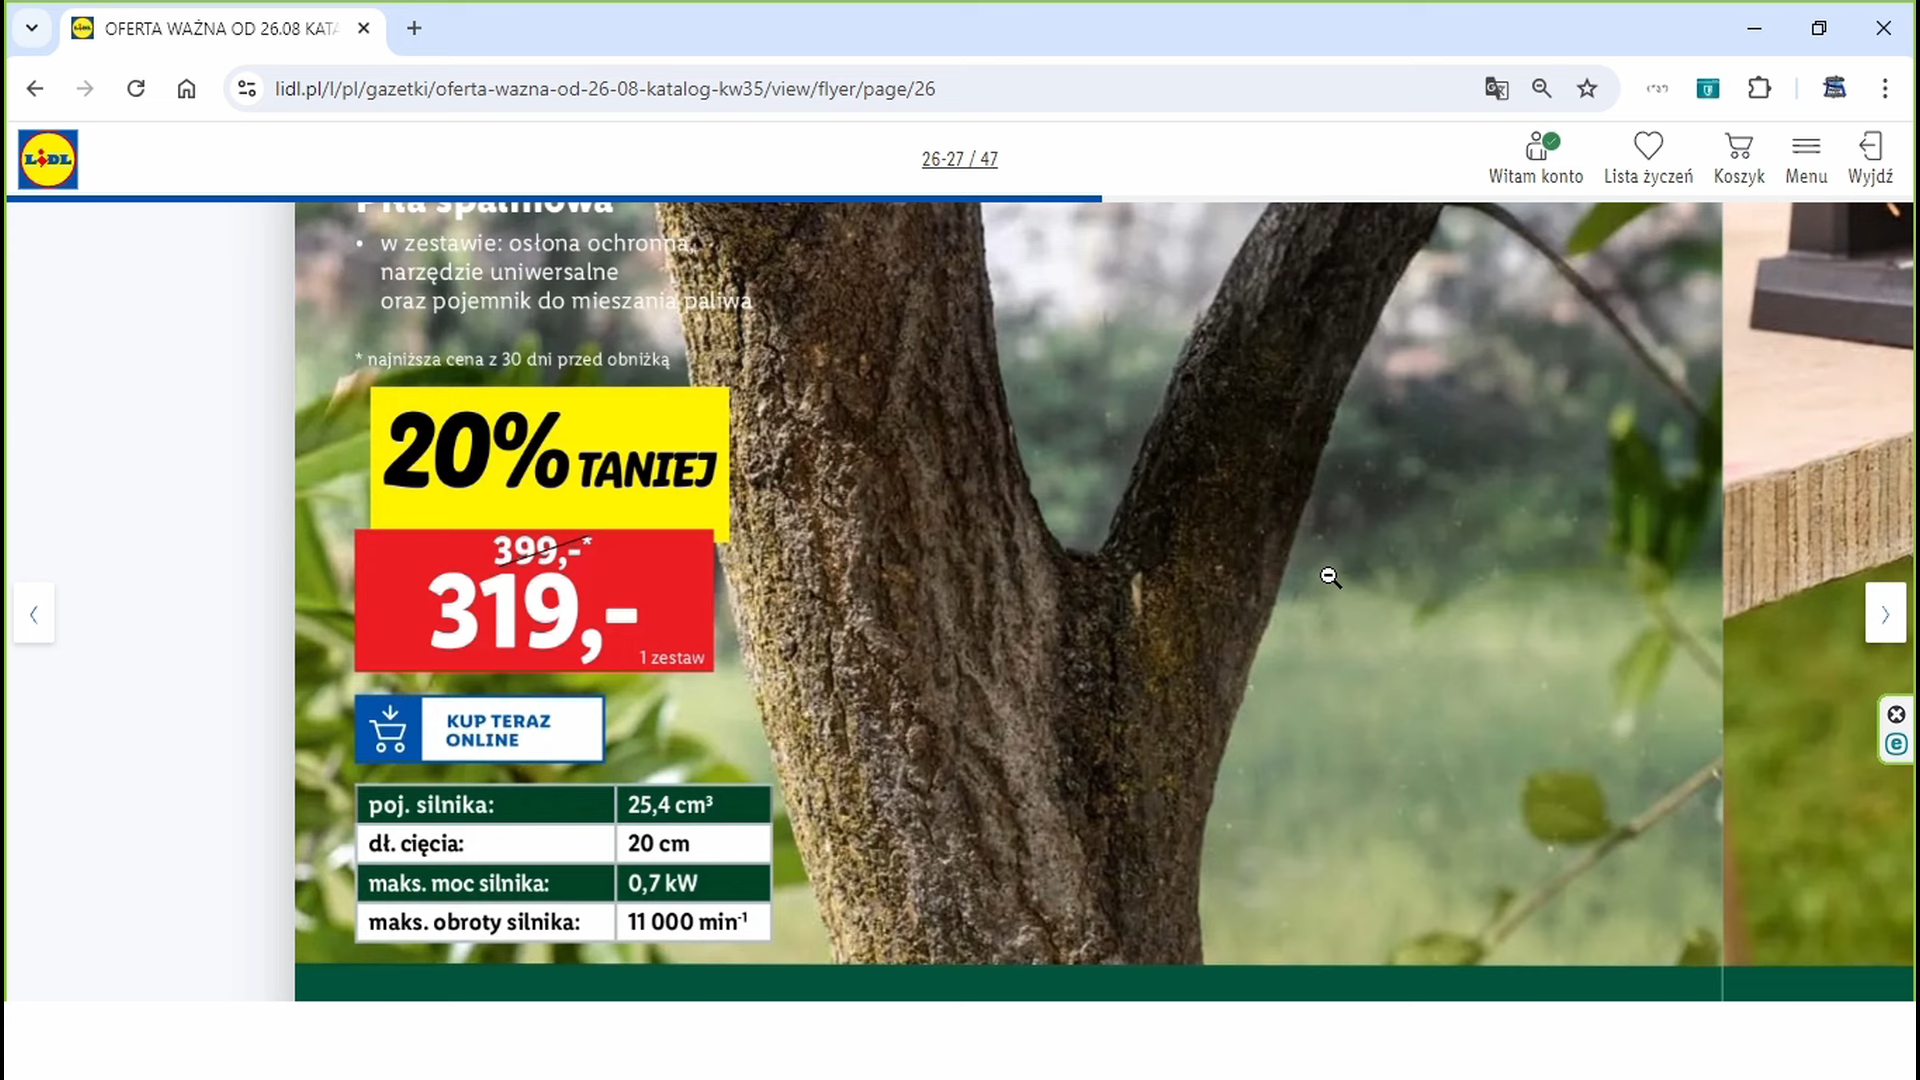 OFERTA WAŻNA OD 26.08 KATA
lidl.pl/l/pl/gazetki/oferta-wazna-od-26-08-katalog-kw35/view/flyer/page/26
LIDL
26-27 / 47
Witam konto
Lista życzeń
Koszyk
Menu
Wyjdź
Piła spalinowa
• w zestawie: osłona ochronna,
narzędzie uniwersalne
oraz pojemnik do mieszania paliwa
* najniższa cena z 30 dni przed obniżką
20% TANIEJ
399,-*
319,-
1 zestaw
KUP TERAZ
ONLINE
poj. silnika: 25,4 cm³
dł. cięcia: 20 cm
maks. moc silnika: 0,7 kW
maks. obroty silnika: 11 000 min⁻¹